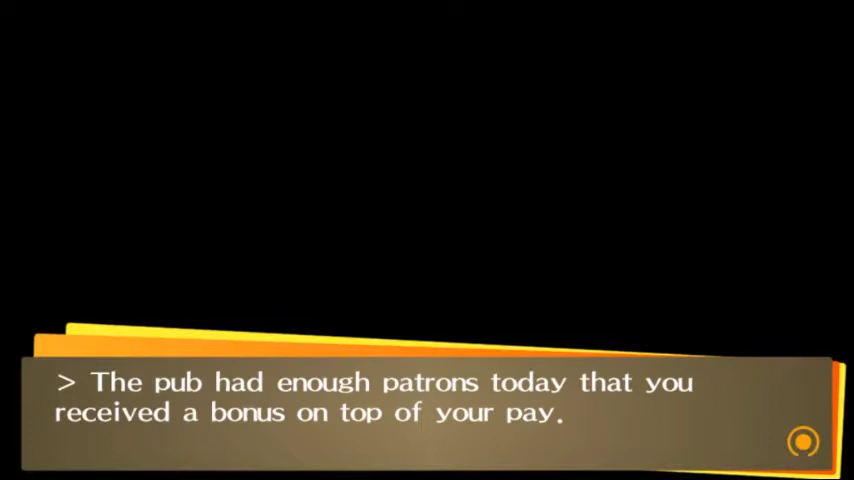 > The pub had enough patrons today that you
received a bonus on top of your pay.